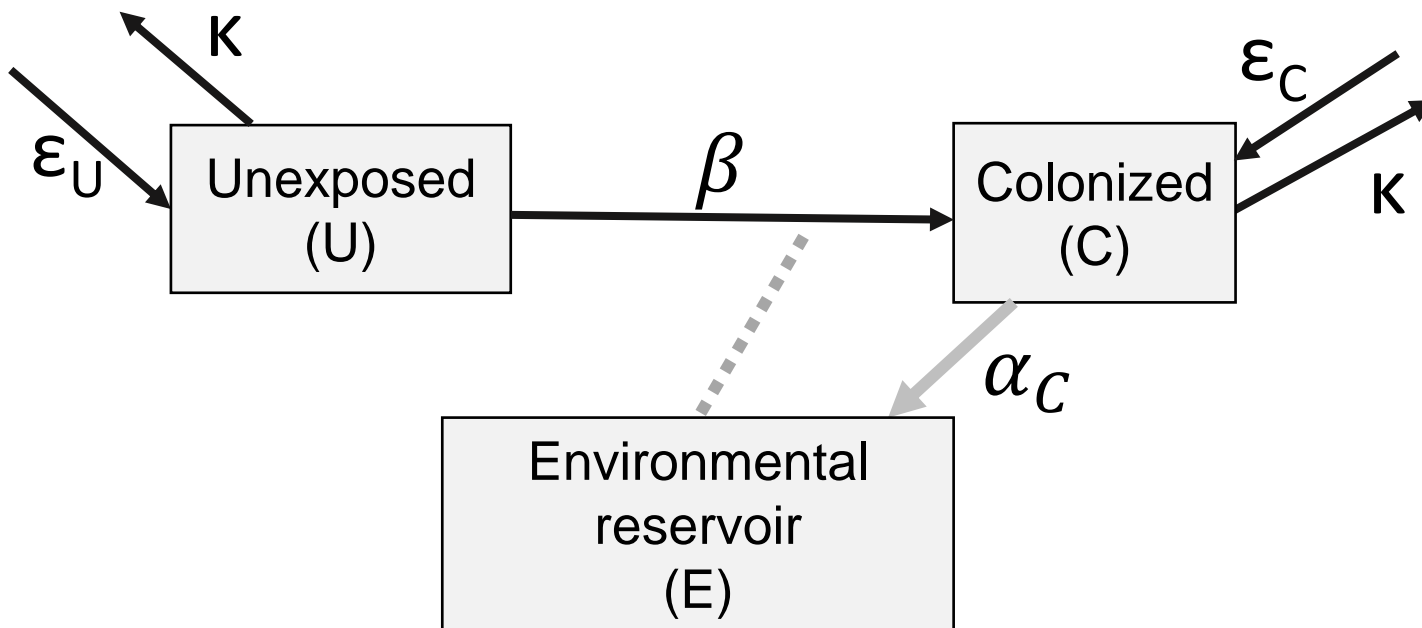 κ
ε_U
Unexposed
(U)
β
Colonized
(C)
ε_C
κ
α_C
Environmental
reservoir
(E)